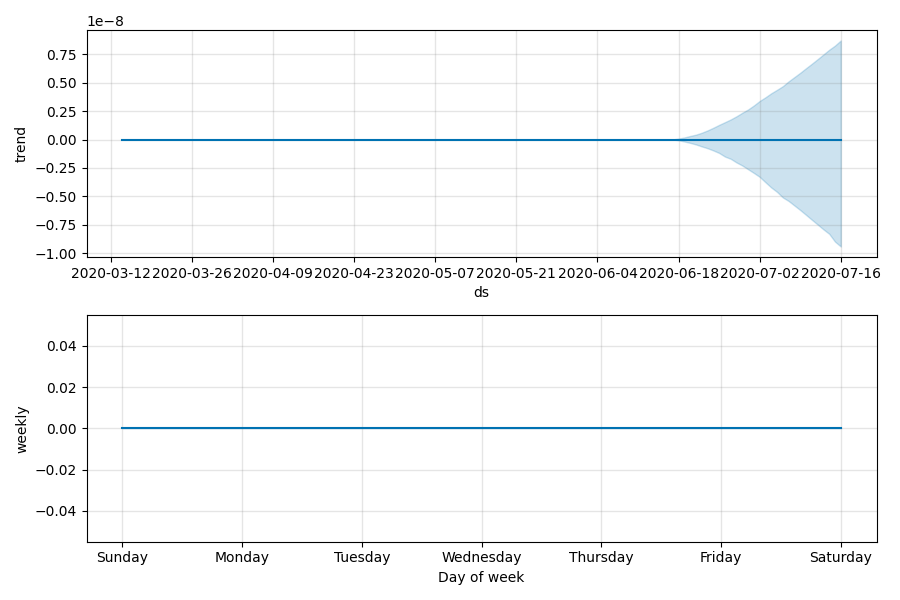 1e−8
0.75
0.50
0.25
0.00
−0.25
−0.50
−0.75
−1.00
trend
2020-03-12 2020-03-26 2020-04-09 2020-04-23 2020-05-07 2020-05-21 2020-06-04 2020-06-18 2020-07-02 2020-07-16
ds
0.04
0.02
0.00
−0.02
−0.04
weekly
Sunday Monday Tuesday Wednesday Thursday Friday Saturday
Day of week